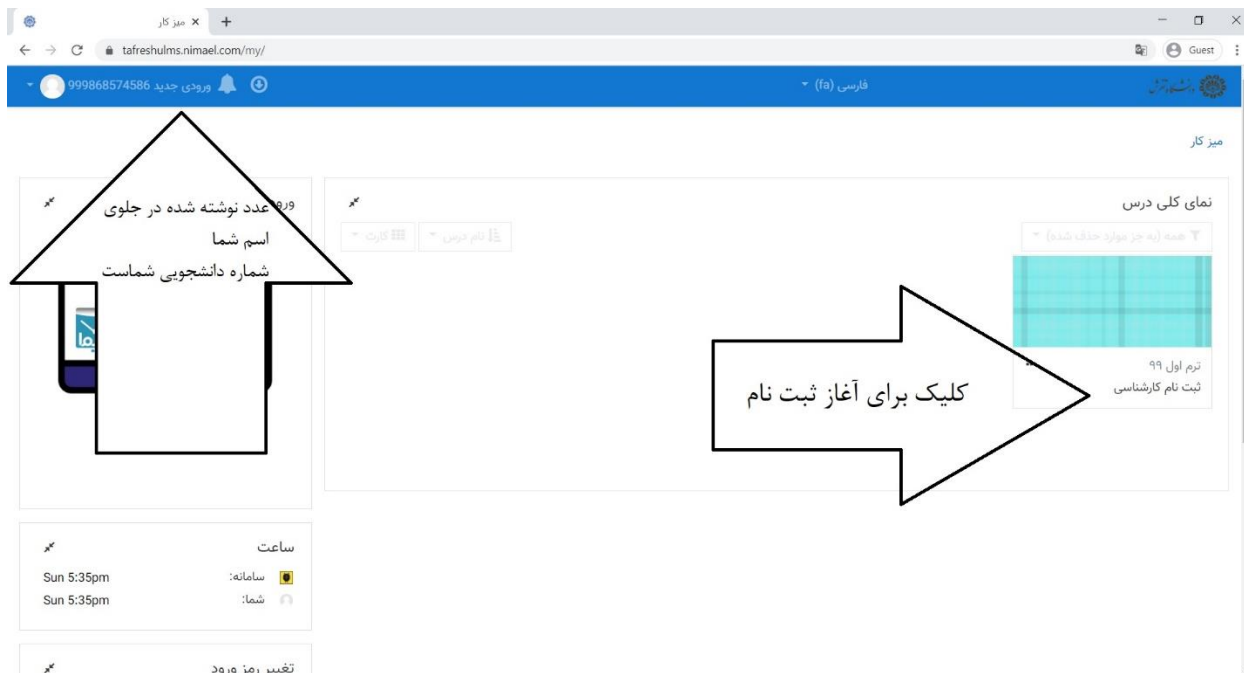 میز کار
tafreshulms.nimael.com/my/
Guest
فارسی ‎(fa)‎
ورودی جدید 999868574586
میز کار
نمای کلی درس
همه (به جز موارد حذف شده)
نام درس
کارت
ترم اول ۹۹
ثبت نام کارشناسی
کلیک برای آغاز ثبت نام
عدد نوشته شده در جلوی
اسم شما
شماره دانشجویی شماست
ساعت
سامانه: Sun 5:35pm
شما: Sun 5:35pm
تغییر رمز ورود